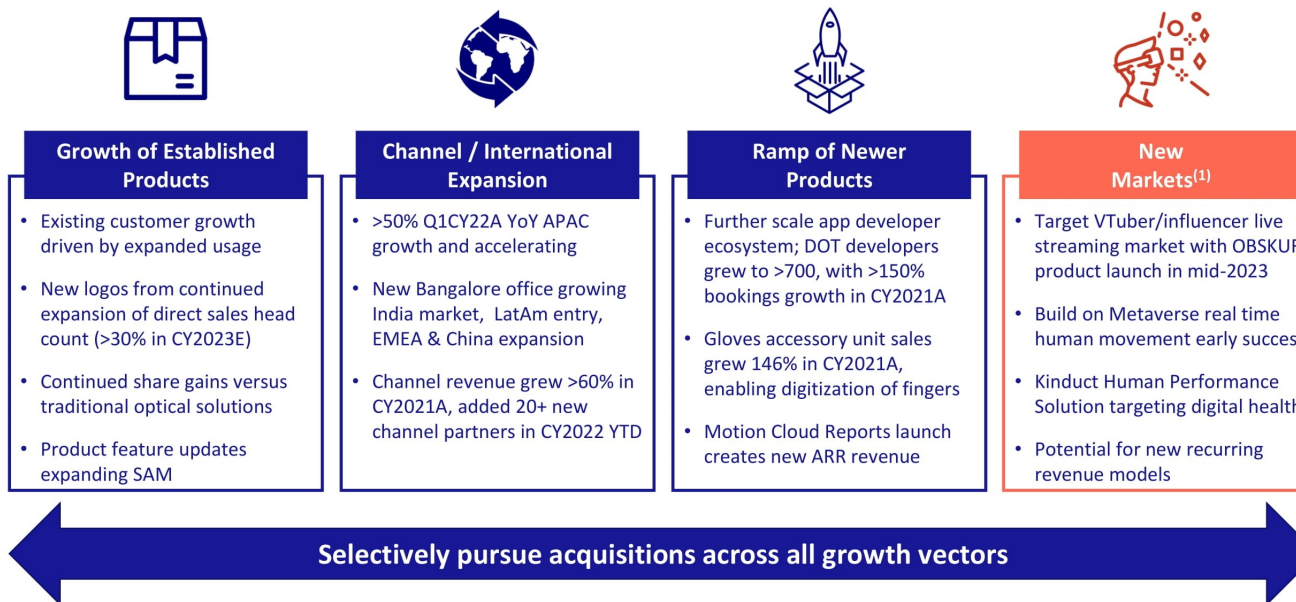 Growth of Established
Products
• Existing customer growth
driven by expanded usage
• New logos from continued
expansion of direct sales head
count (>30% in CY2023E)
• Continued share gains versus
traditional optical solutions
• Product feature updates
expanding SAM
Channel / International
Expansion
• >50% Q1CY22A YoY APAC
growth and accelerating
• New Bangalore office growing
India market, LatAm entry,
EMEA & China expansion
• Channel revenue grew >60% in
CY2021A, added 20+ new
channel partners in CY2022 YTD
Ramp of Newer
Products
• Further scale app developer
ecosystem; DOT developers
grew to >700, with >150%
bookings growth in CY2021A
• Gloves accessory unit sales
grew 146% in CY2021A,
enabling digitization of fingers
• Motion Cloud Reports launch
creates new ARR revenue
New
Markets(1)
• Target VTuber/influencer live
streaming market with
product launch in mid-2023
• Build on Metaverse real time
human movement early
• Kinduct Human Performance
Solution targeting digital health
• Potential for new recurring
revenue models
Selectively pursue acquisitions across all growth vectors